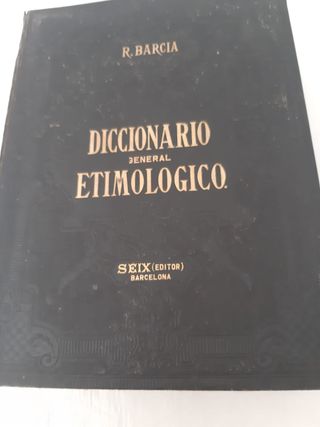 R. BARCIA
DICCIONARIO
GENERAL
ETIMOLOGICO.
SEIX (EDITOR)
BARCELONA